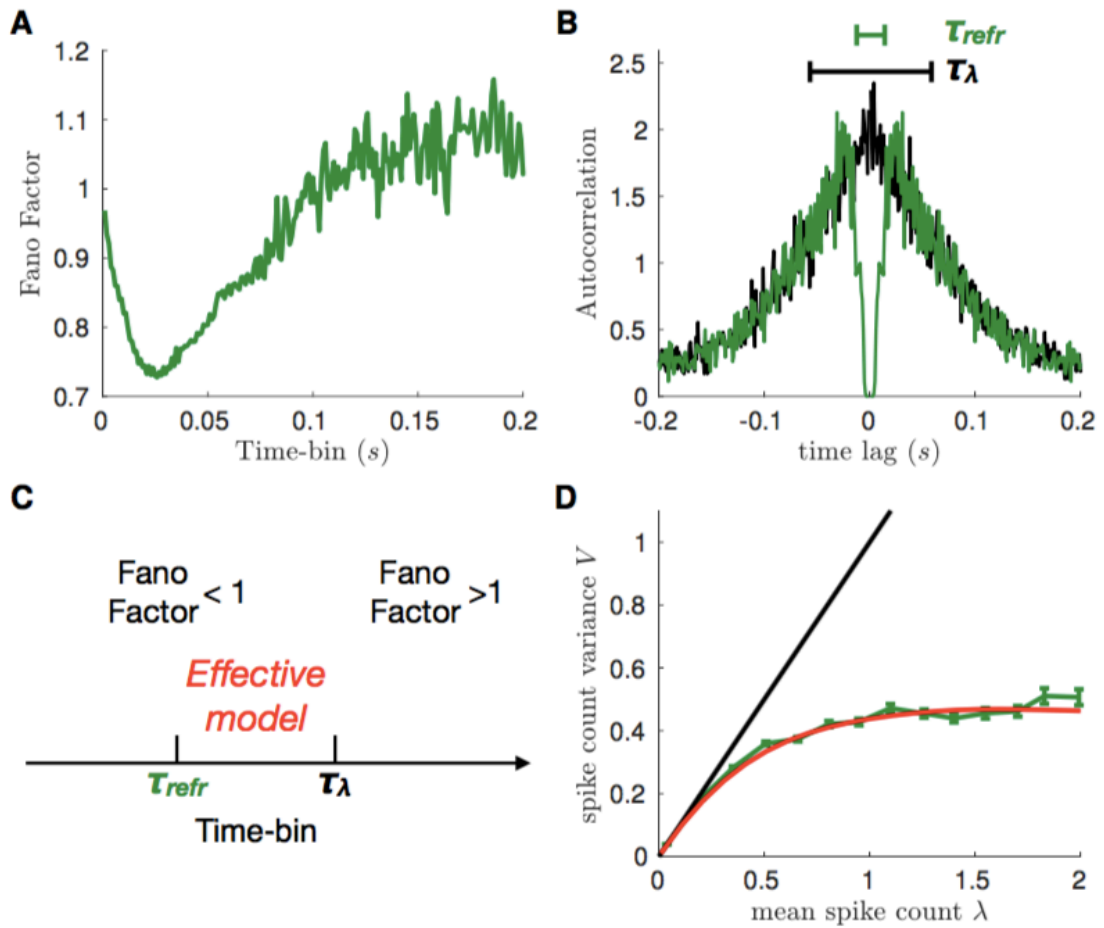 A
1.2
1.1
1
0.9
0.8
0.7
0
0.05
0.1
0.15
0.2
Fano Factor
Time-bin (s)
B
τrefr
τλ
2.5
2
1.5
1
0.5
0
-0.2
-0.1
0
0.1
0.2
Autocorrelation
time lag (s)
C
Fano
Factor < 1
Fano
Factor >1
Effective
model
τrefr
τλ
Time-bin
D
1
0.8
0.6
0.4
0.2
0
0
0.5
1
1.5
2
spike count variance V
mean spike count λ